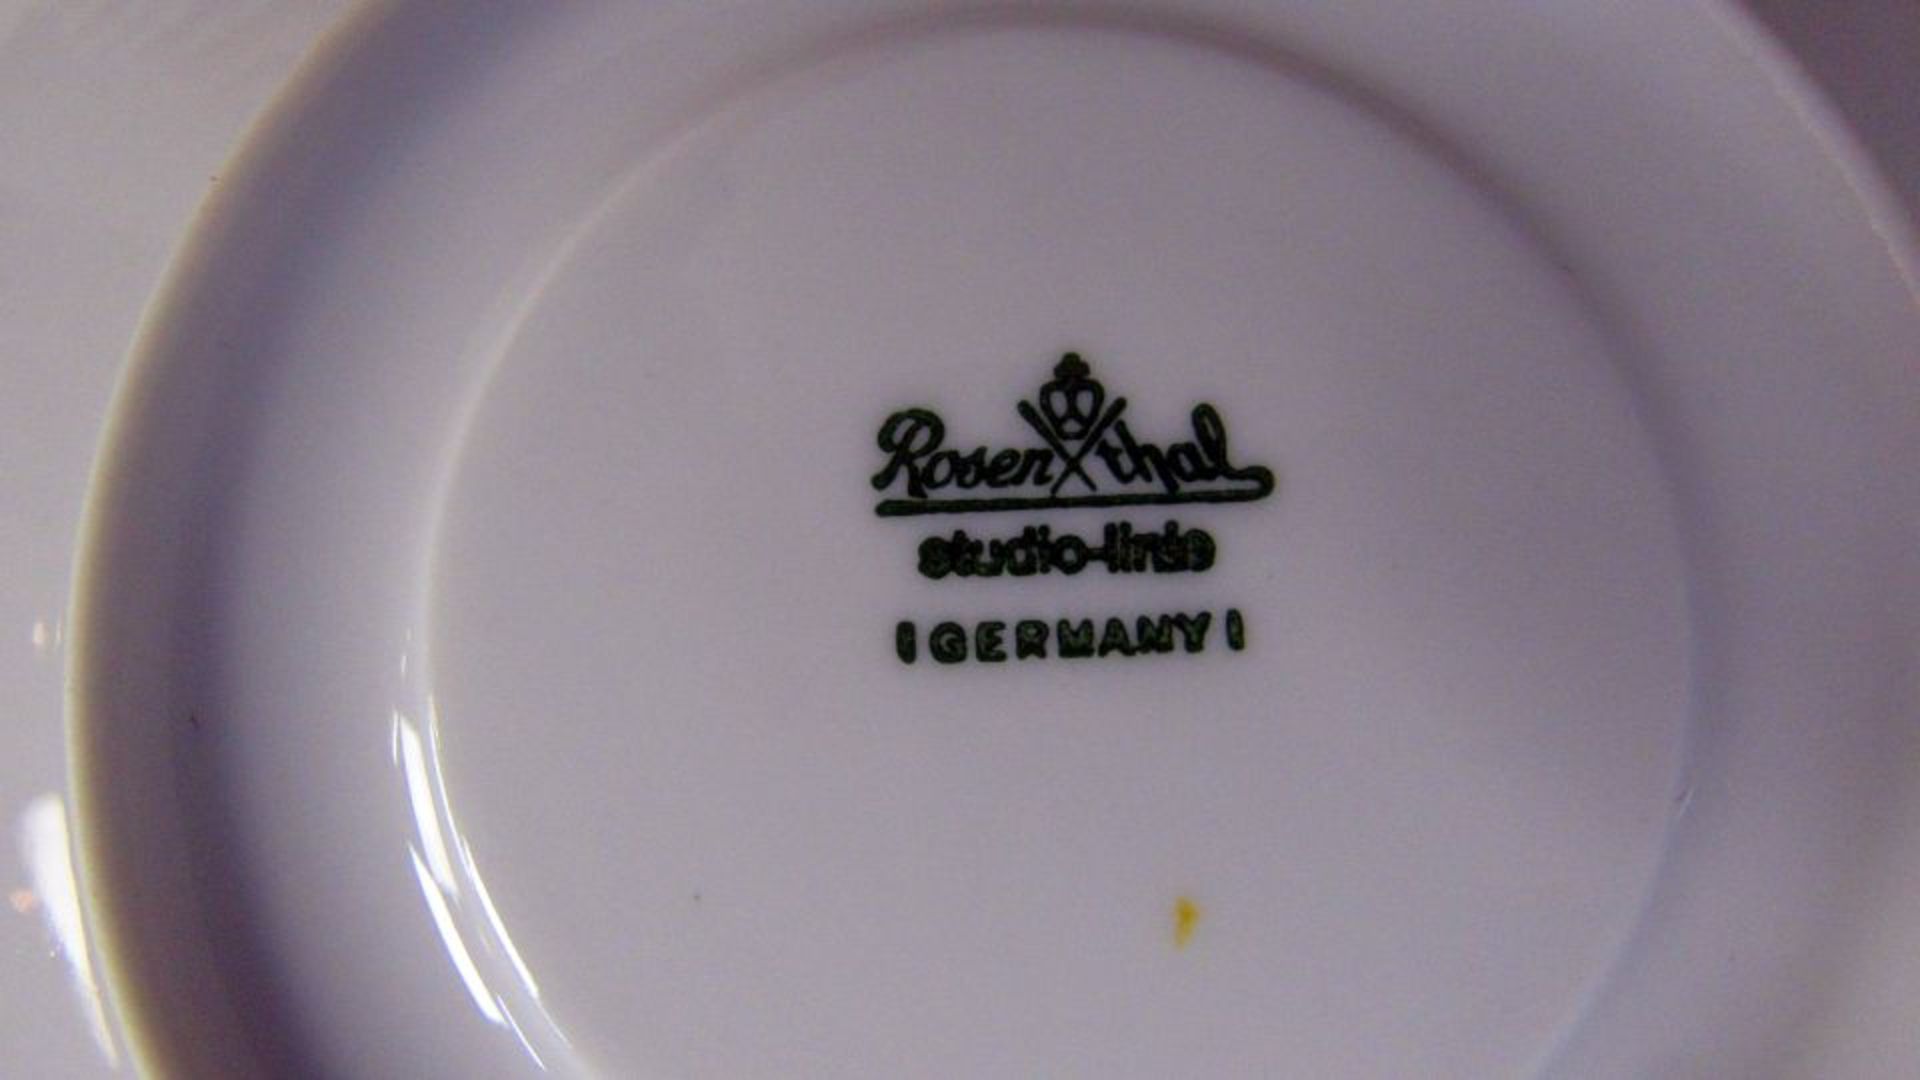 Rosenthal
studio-linie
I GERMANY I